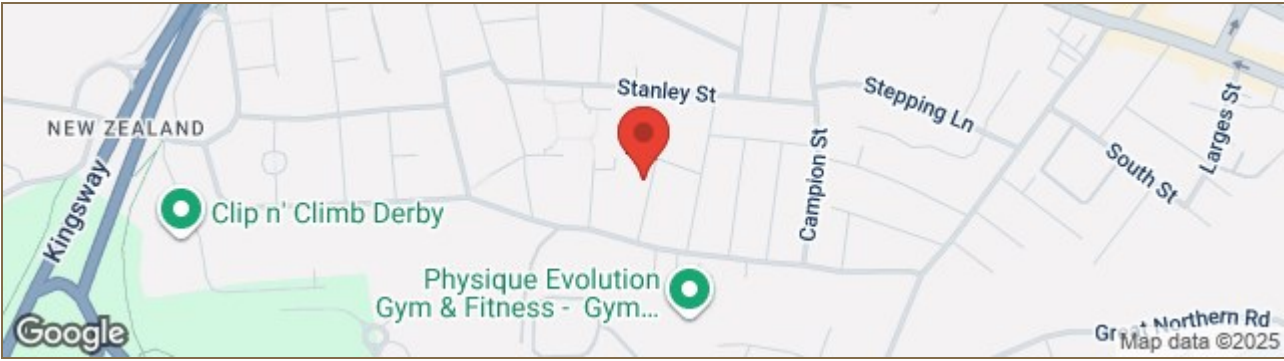 Stanley St
Stepping Ln
Larges St
NEW ZEALAND
South St
Campion St
Kingsway
Clip n' Climb Derby
Physique Evolution
Gym & Fitness - Gym...
Google
Great Northern Rd
Map data ©2025